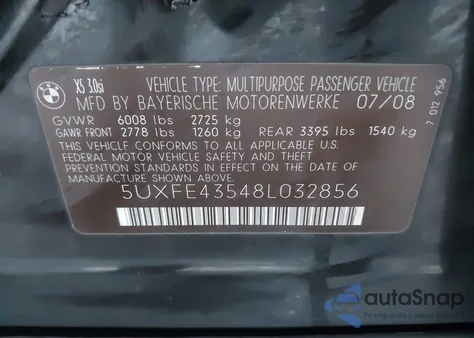 BMW
X5 3.0si
VEHICLE TYPE: MULTIPURPOSE PASSENGER VEHICLE
MFD BY BAYERISCHE MOTORENWERKE 07/08
GVWR 6008 lbs 2725 kg
GAWR FRONT 2778 lbs 1260 kg REAR 3395 lbs 1540 kg
THIS VEHICLE CONFORMS TO ALL APPLICABLE
FEDERAL MOTOR VEHICLE SAFETY AND THEFT
PREVENTION STANDARDS IN EFFECT ON THE
DATE OF MANUFACTURE SHOWN ABOVE.
5UXFE43548L032856
7 012 956
autoSnap